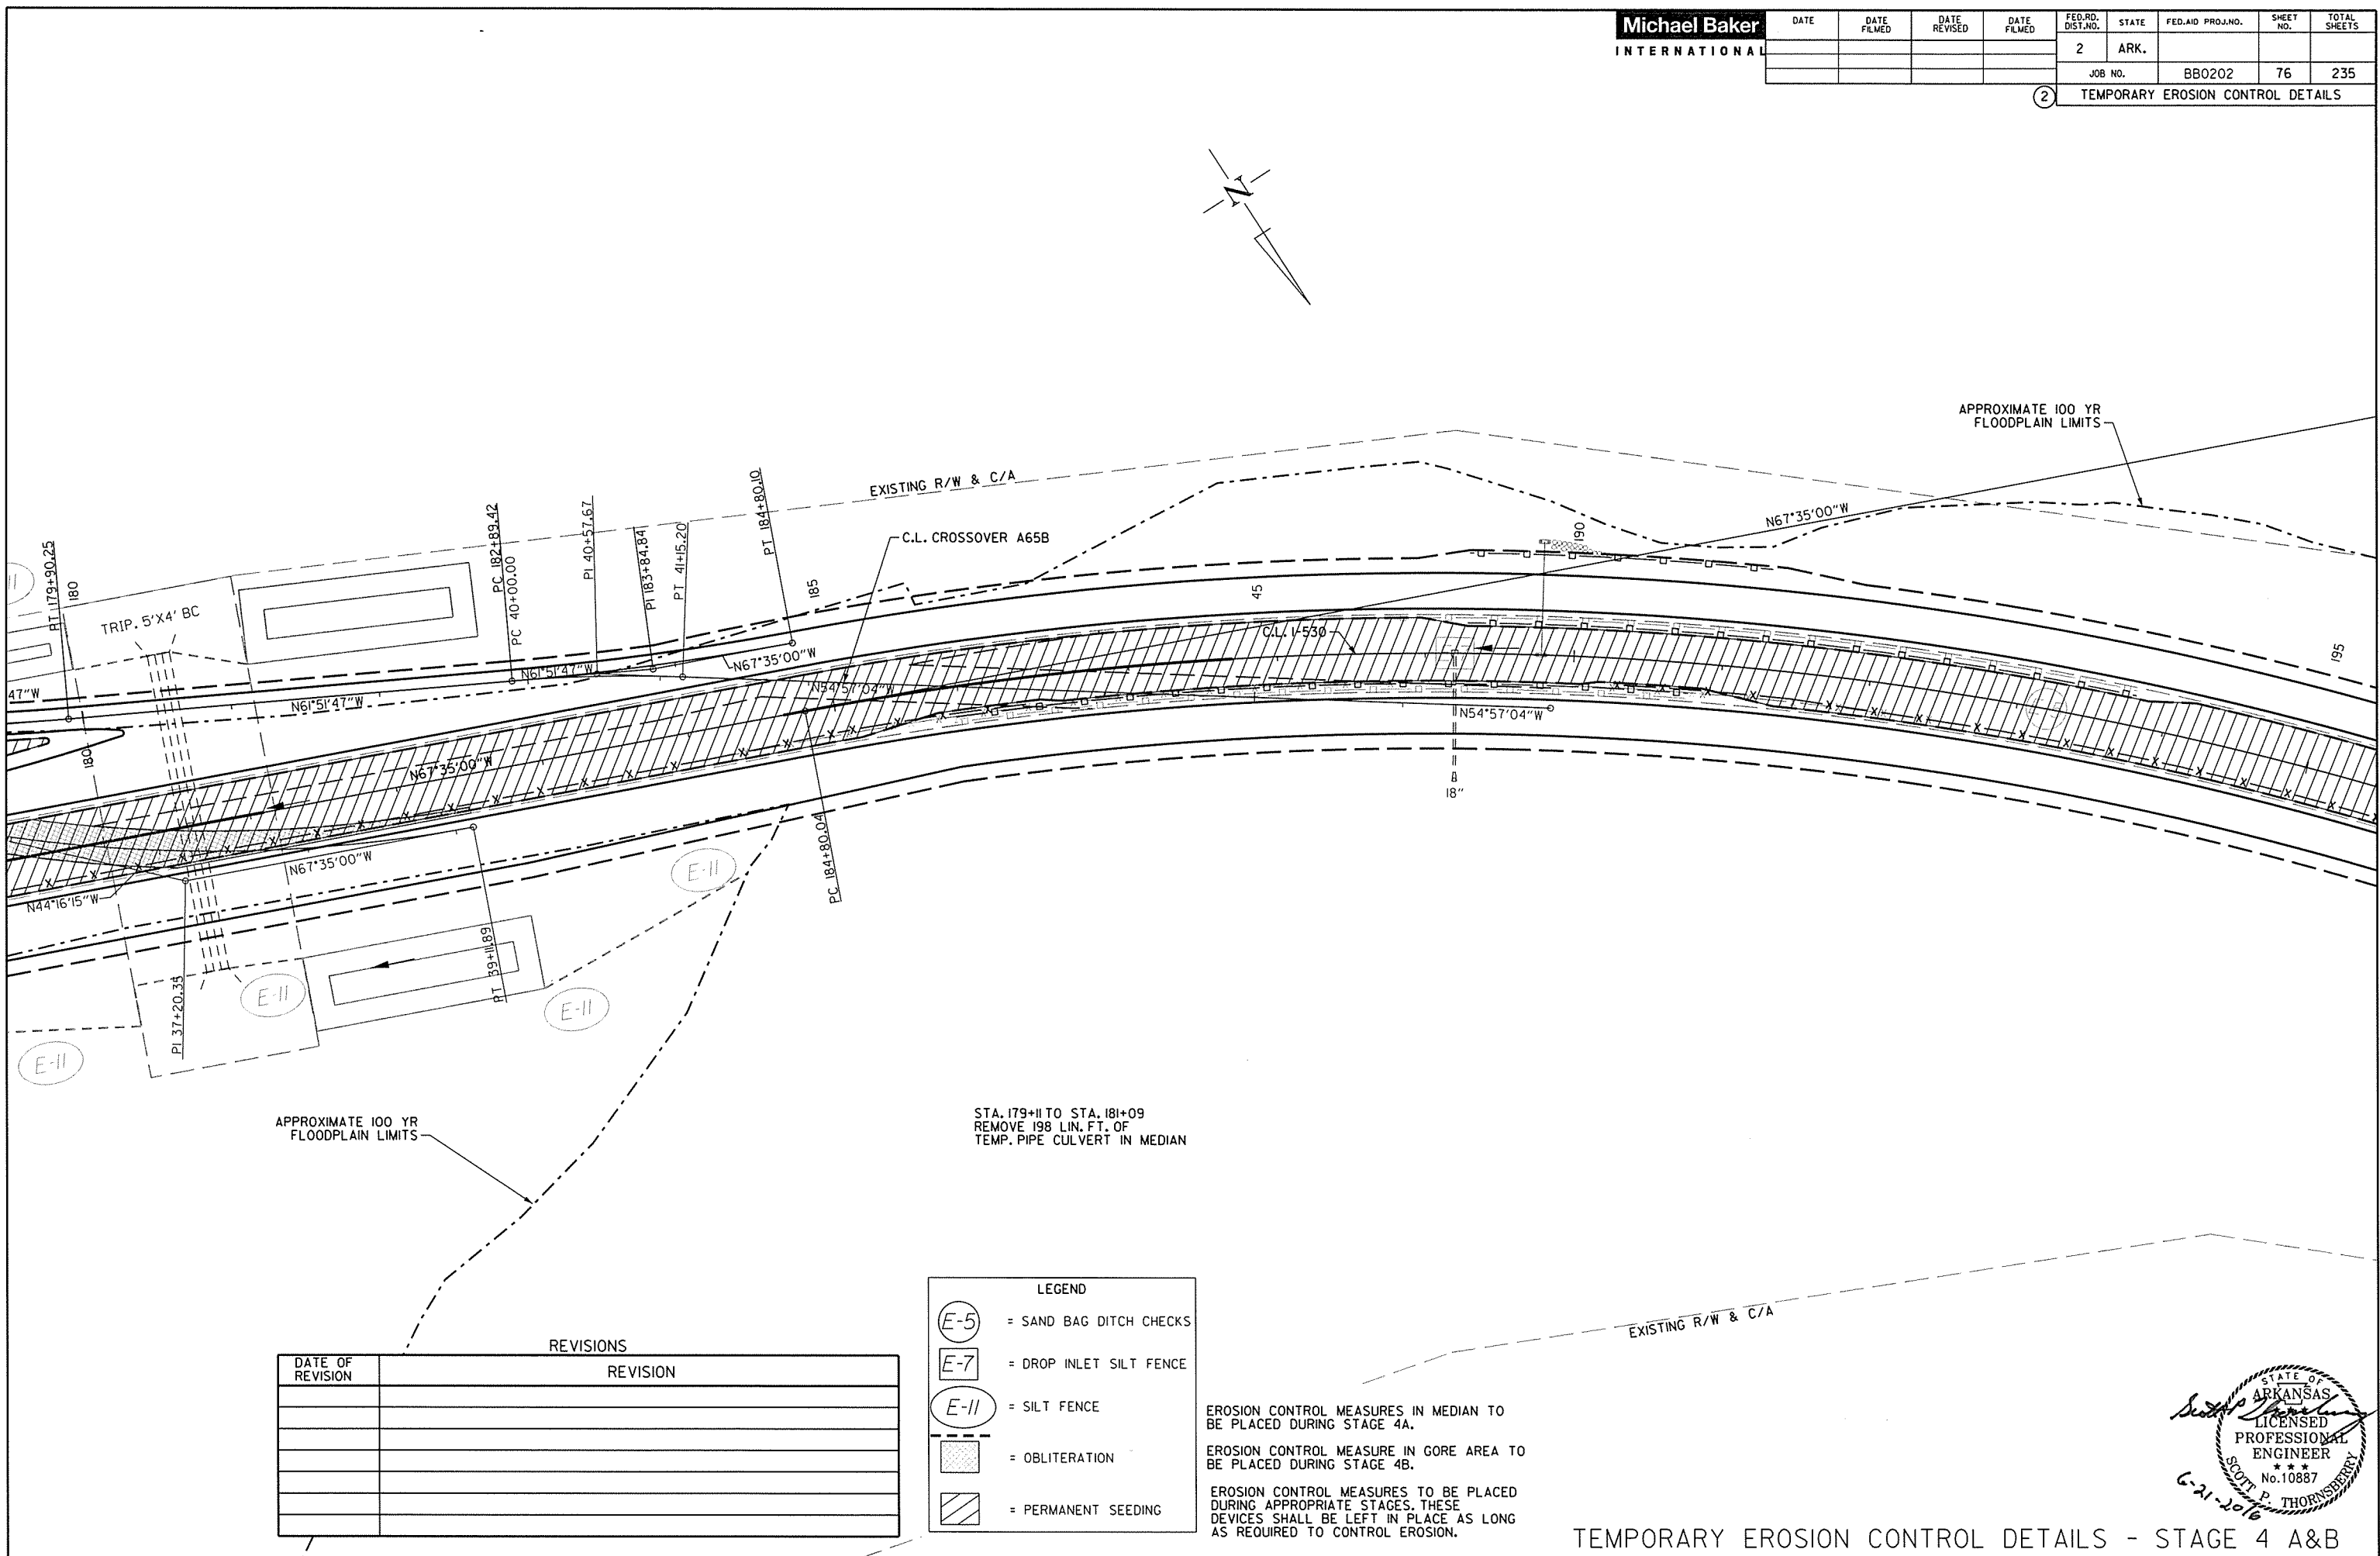 Michael Baker
INTERNATIONAL
DATE
DATE FILMED
DATE REVISED
DATE FILMED
FED.RD. DIST.NO.
STATE
FED.AID PROJ.NO.
SHEET NO.
TOTAL SHEETS
2
ARK.
JOB NO.
BB0202
76
235
2
TEMPORARY EROSION CONTROL DETAILS
N
APPROXIMATE 100 YR
FLOODPLAIN LIMITS
EXISTING R/W & C/A
N67°35'00"W
190
C.L. CROSSOVER A65B
PT 179+90.25
180
TRIP. 5'X4' BC
PC 182+89.42
PC 40+00.00
PI 40+57.67
PI 183+84.84
PT 41+15.20
PT 184+80.10
185
45
195
11
47"W
N61°51'47"W
N61°51'47"W
N67°35'00"W
N54°57'04"W
C.L. I-530
N54°57'04"W
E-5
E-7
18"
180
N67°35'00"W
N67°35'00"W
N44°16'15"W
PC 184+80.04
PT 39+11.89
PI 37+20.35
E-11
E-11
E-11
E-11
APPROXIMATE 100 YR
FLOODPLAIN LIMITS
STA. 179+11 TO STA. 181+09
REMOVE 198 LIN. FT. OF
TEMP. PIPE CULVERT IN MEDIAN
EXISTING R/W & C/A
REVISIONS
DATE OF REVISION
REVISION
LEGEND
E-5 = SAND BAG DITCH CHECKS
E-7 = DROP INLET SILT FENCE
E-11 = SILT FENCE
= OBLITERATION
= PERMANENT SEEDING
EROSION CONTROL MEASURES IN MEDIAN TO
BE PLACED DURING STAGE 4A.
EROSION CONTROL MEASURE IN GORE AREA TO
BE PLACED DURING STAGE 4B.
EROSION CONTROL MEASURES TO BE PLACED
DURING APPROPRIATE STAGES. THESE
DEVICES SHALL BE LEFT IN PLACE AS LONG
AS REQUIRED TO CONTROL EROSION.
STATE OF
ARKANSAS
LICENSED
PROFESSIONAL
ENGINEER
No.10887
SCOTT P. THORNSBERRY
Scott P Thornsberry
6-21-2016
TEMPORARY EROSION CONTROL DETAILS - STAGE 4 A&B